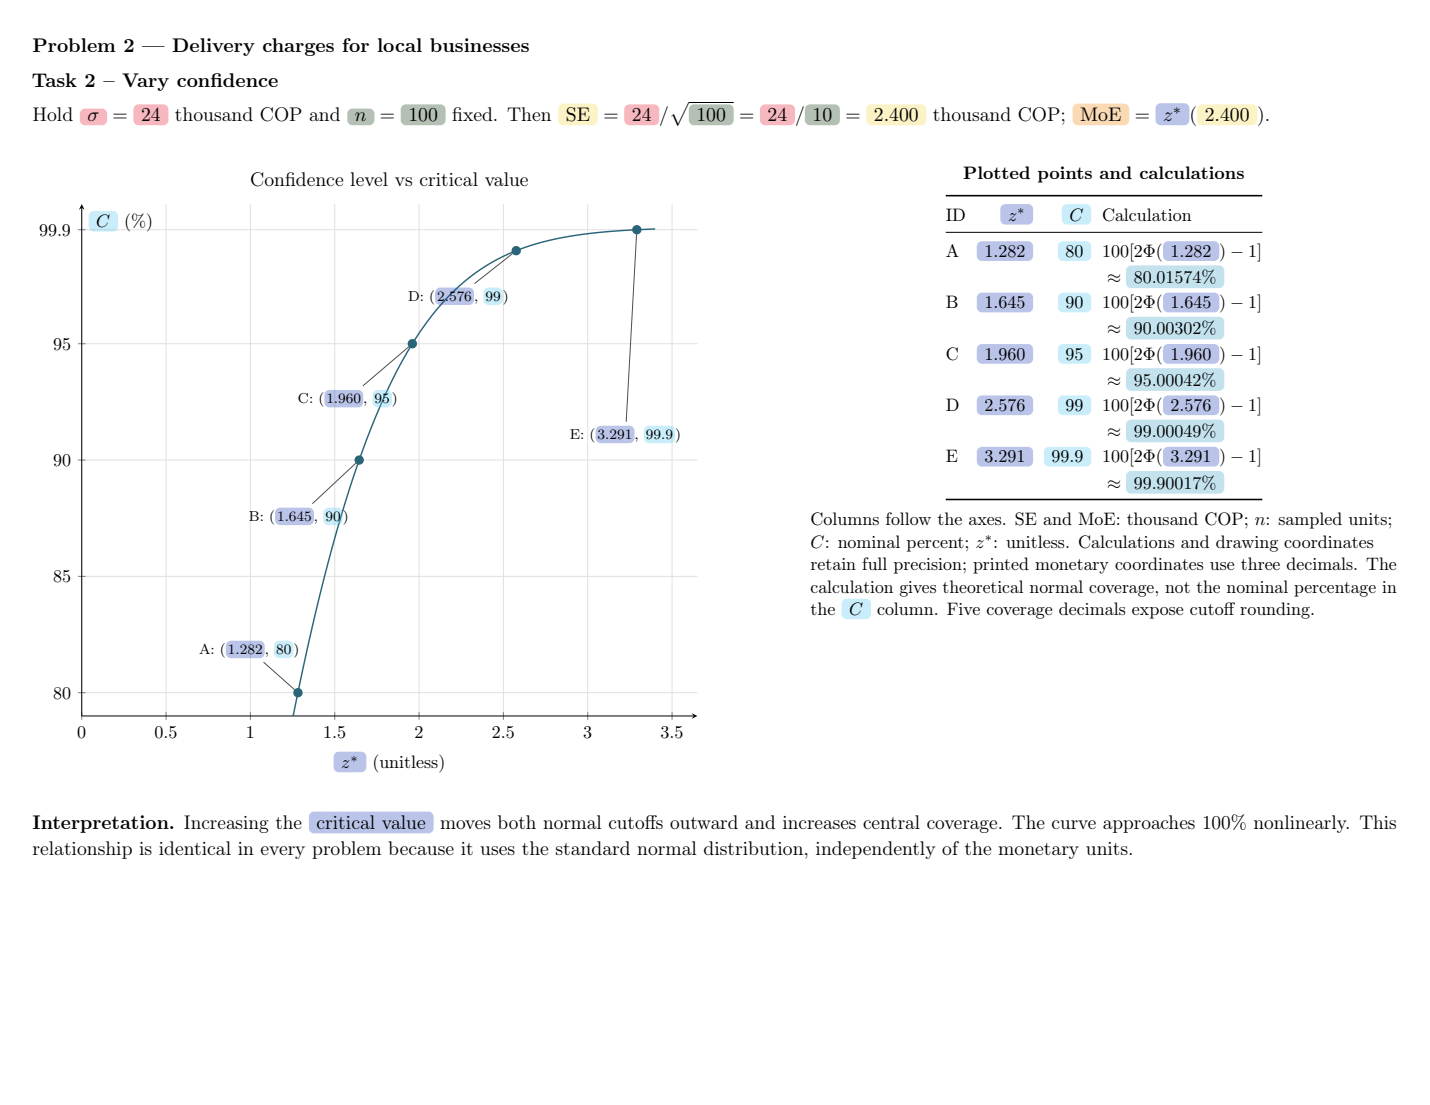 Problem 2 — Delivery charges for local businesses
Task 2 – Vary confidence
Hold σ = 24 thousand COP and n = 100 fixed. Then SE = 24/√100 = 24/10 = 2.400 thousand COP; MoE = z*(2.400).
Confidence level vs critical value
C (%)
99.9
95
90
85
80
0 0.5 1 1.5 2 2.5 3 3.5
z* (unitless)
D: (2.576, 99)
C: (1.960, 95)
E: (3.291, 99.9)
B: (1.645, 90)
A: (1.282, 80)
Plotted points and calculations
ID z* C Calculation
A 1.282 80 100[2Φ(1.282) − 1]
≈ 80.01574%
B 1.645 90 100[2Φ(1.645) − 1]
≈ 90.00302%
C 1.960 95 100[2Φ(1.960) − 1]
≈ 95.00042%
D 2.576 99 100[2Φ(2.576) − 1]
≈ 99.00049%
E 3.291 99.9 100[2Φ(3.291) − 1]
≈ 99.90017%
Columns follow the axes. SE and MoE: thousand COP; n: sampled units;
C: nominal percent; z*: unitless. Calculations and drawing coordinates
retain full precision; printed monetary coordinates use three decimals. The
calculation gives theoretical normal coverage, not the nominal percentage in
the C column. Five coverage decimals expose cutoff rounding.
Interpretation. Increasing the critical value moves both normal cutoffs outward and increases central coverage. The curve approaches 100% nonlinearly. This
relationship is identical in every problem because it uses the standard normal distribution, independently of the monetary units.